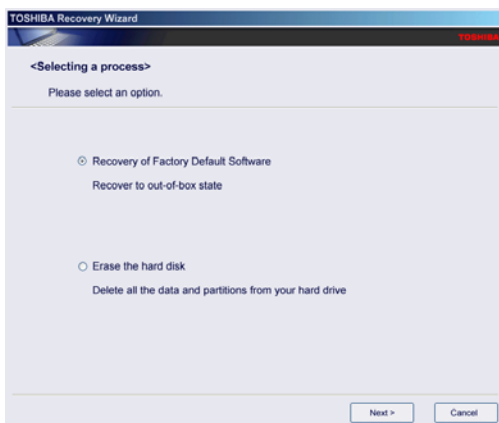 TOSHIBA Recovery Wizard
TOSHIBA
<Selecting a process>
Please select an option.
Recovery of Factory Default Software
Recover to out-of-box state
Erase the hard disk
Delete all the data and partitions from your hard drive
Next >
Cancel